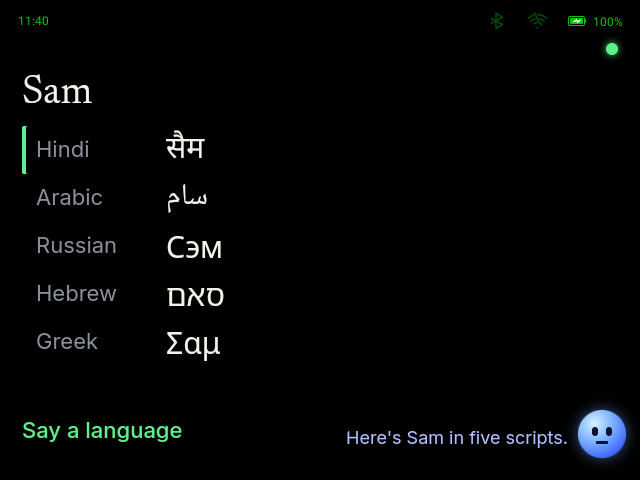 11:40
100%
Sam
Hindi सैम
Arabic سام
Russian Сэм
Hebrew סאם
Greek Σαμ
Say a language
Here's Sam in five scripts.